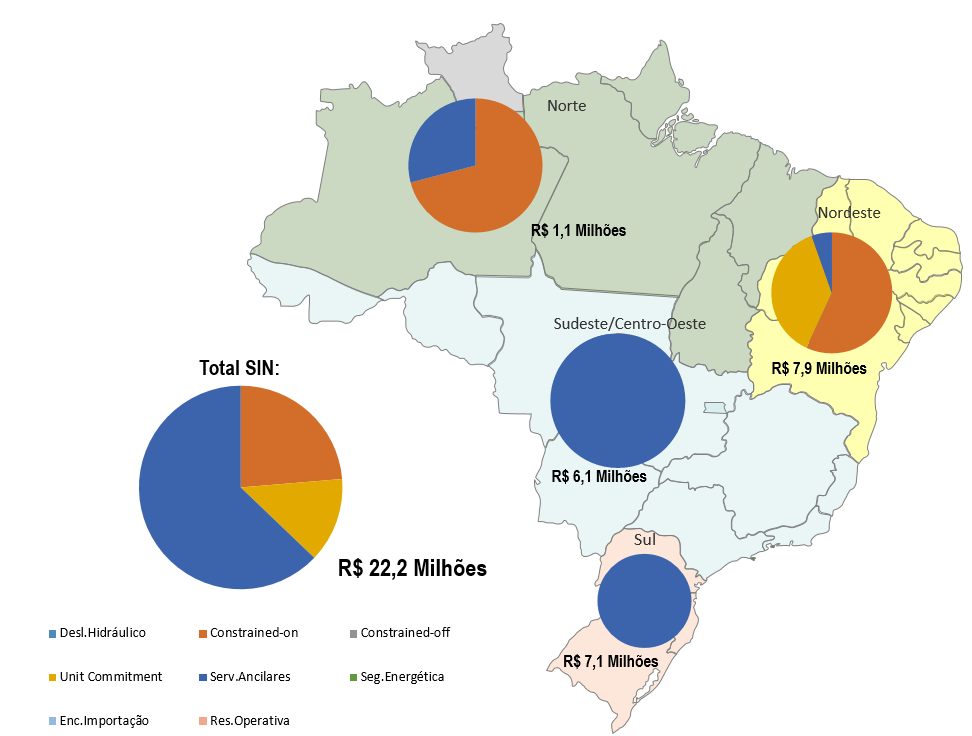 Norte
R$ 1,1 Milhões
Nordeste
R$ 7,9 Milhões
Sudeste/Centro-Oeste
R$ 6,1 Milhões
Total SIN:
R$ 22,2 Milhões
Sul
R$ 7,1 Milhões
Desl.Hidráulico
Constrained-on
Constrained-off
Unit Commitment
Serv.Ancilares
Seg.Energética
Enc.Importação
Res.Operativa